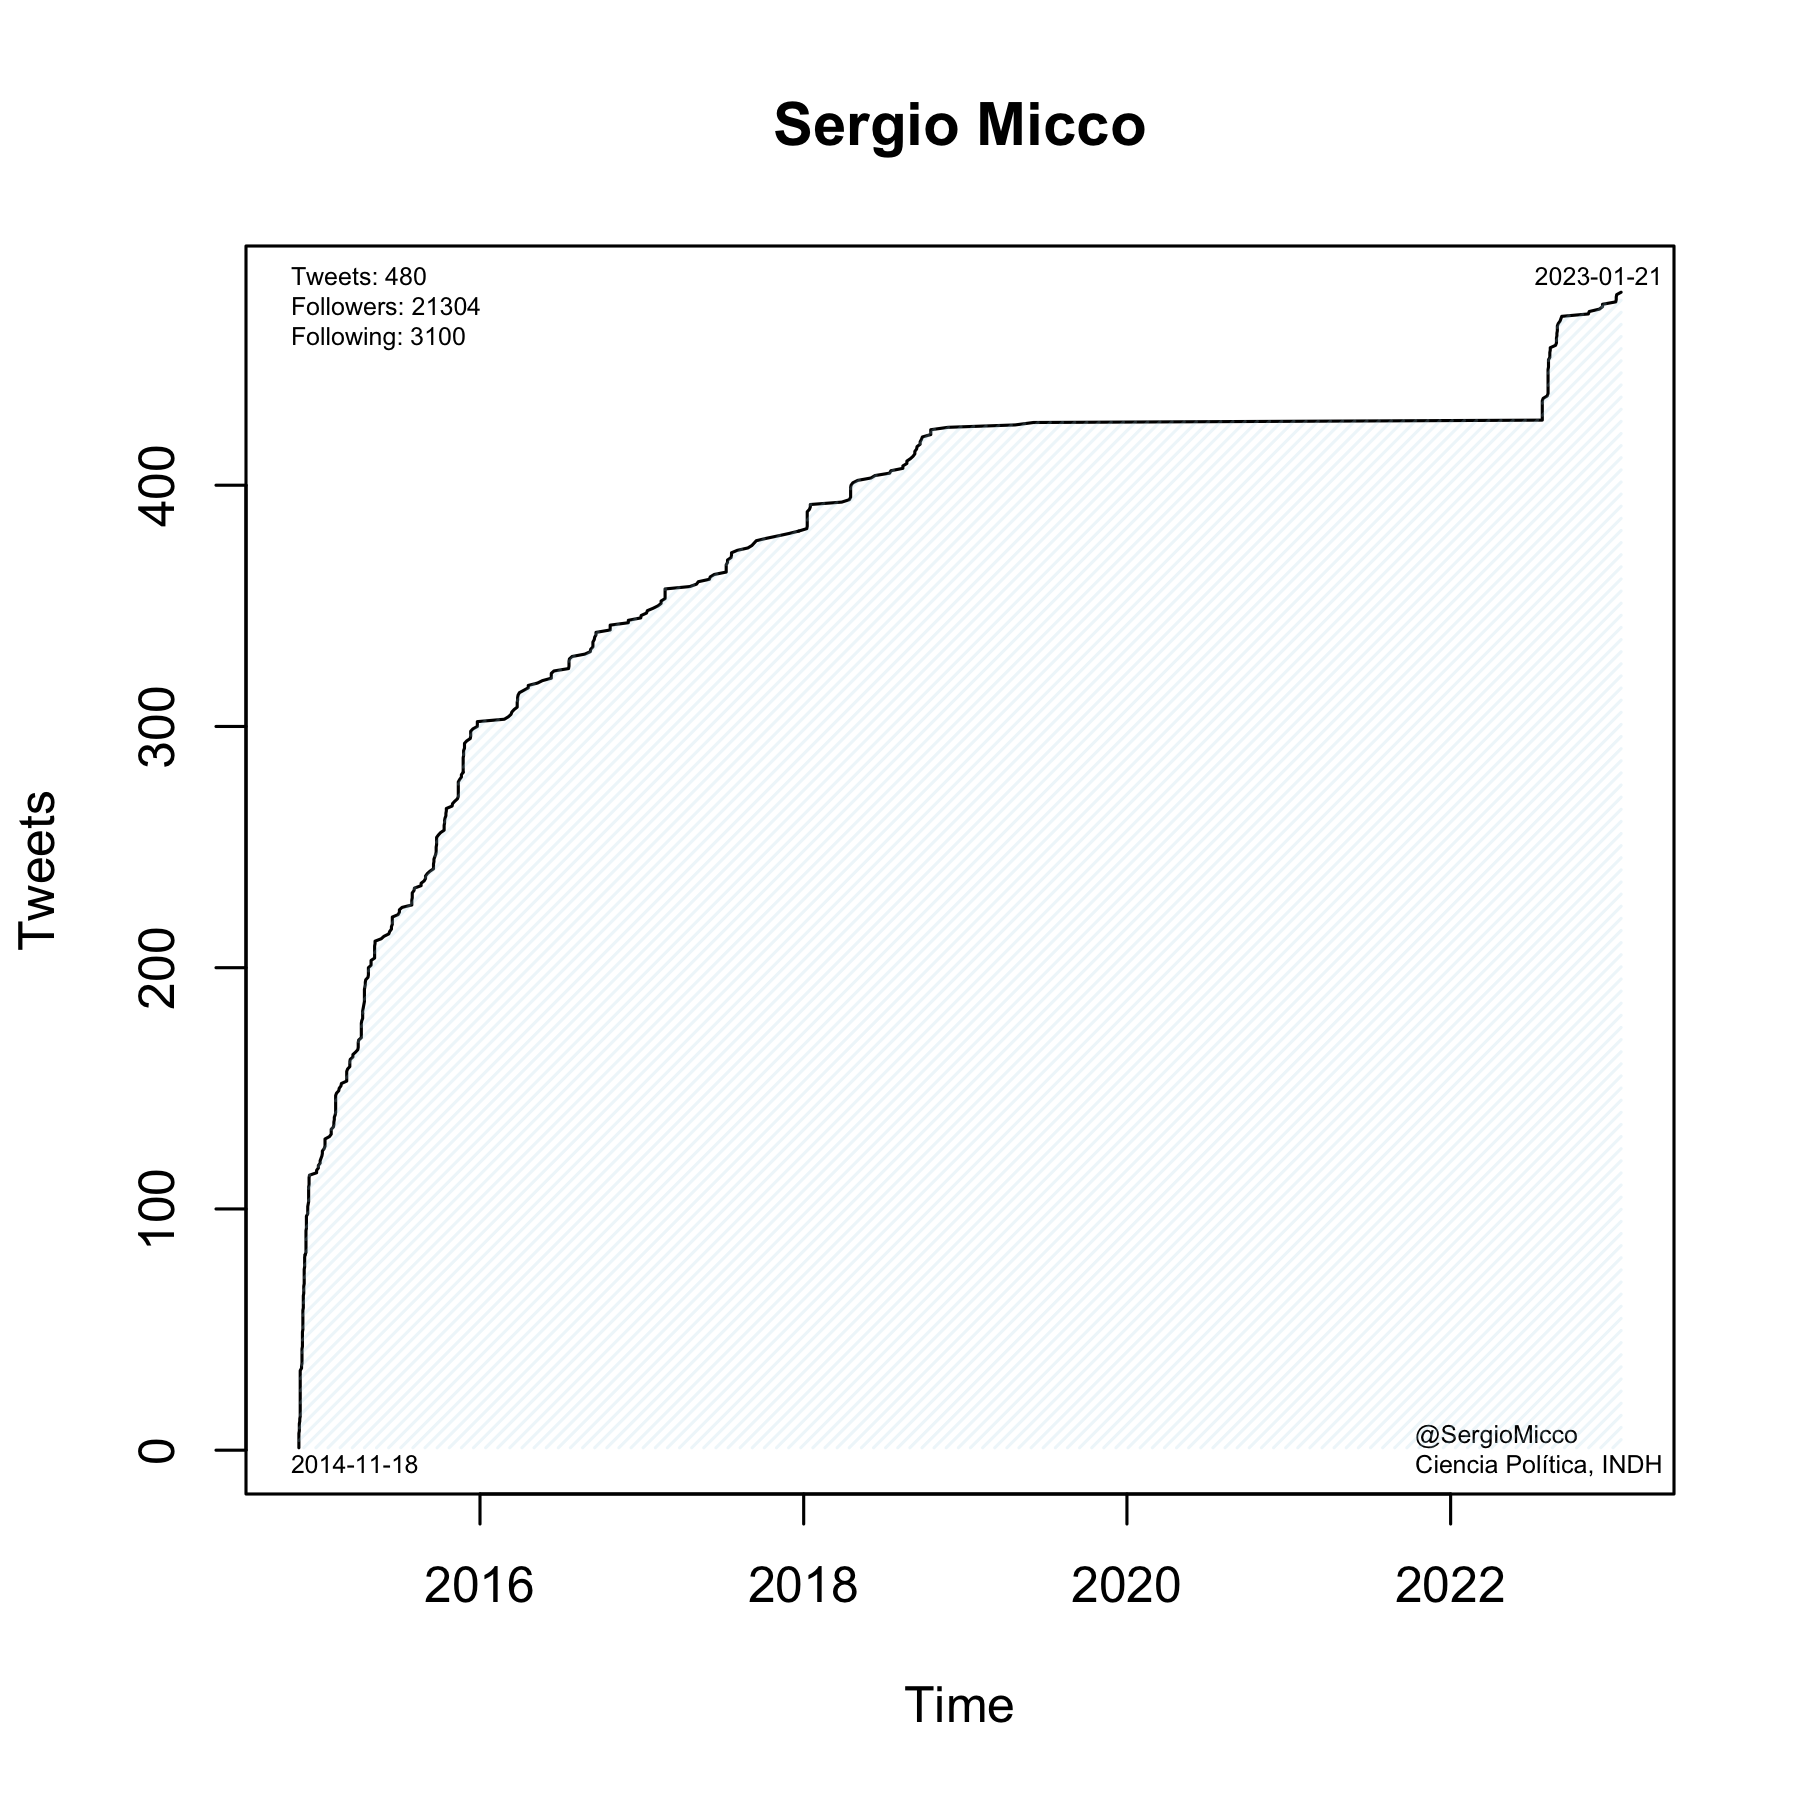 Sergio Micco
Tweets: 480
Followers: 21304
Following: 3100
2023-01-21
400
300
200
100
0
Tweets
@SergioMicco
Ciencia Política, INDH
2014-11-18
2016
2018
2020
2022
Time